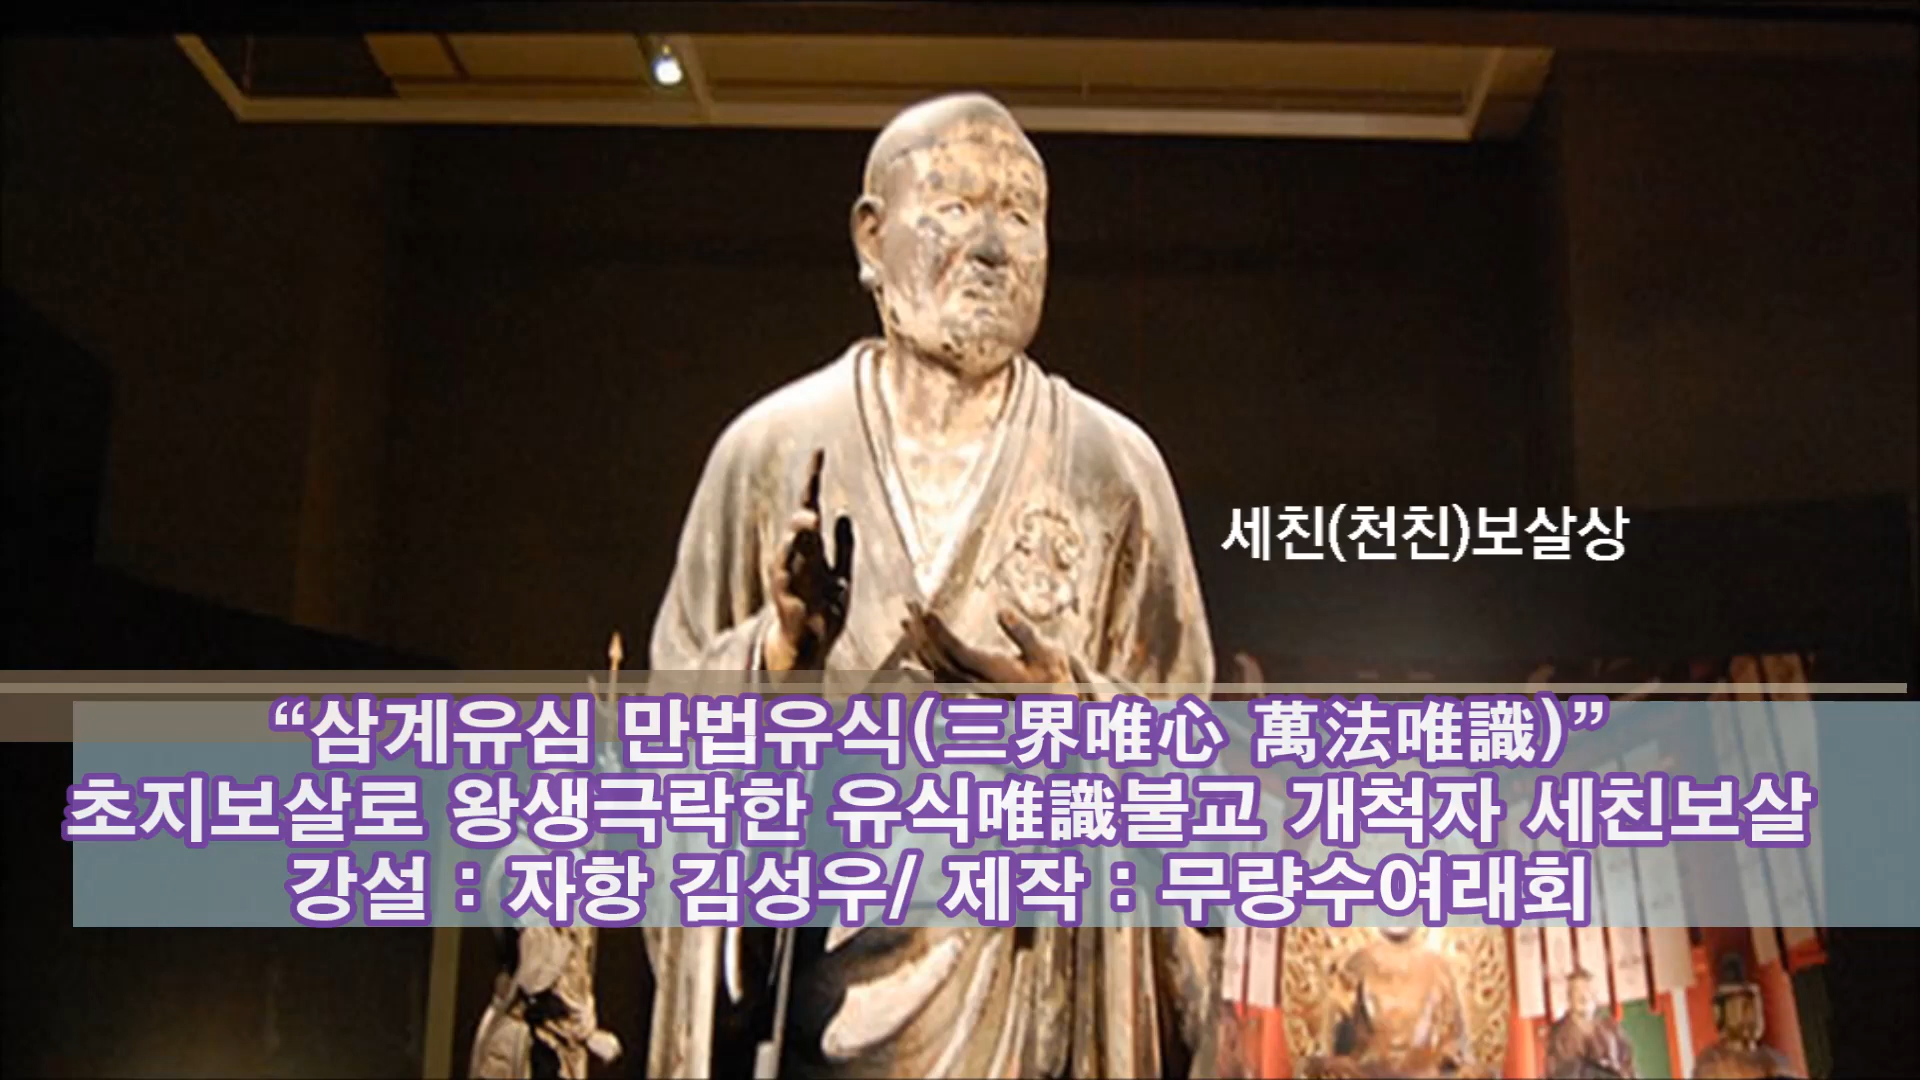 세친(천친)보살상
“삼계유심 만법유식(三界唯心 萬法唯識)”
초지보살로 왕생극락한 유식唯識불교 개척자 세친보살
강설 : 자항 김성우/ 제작 : 무량수여래회